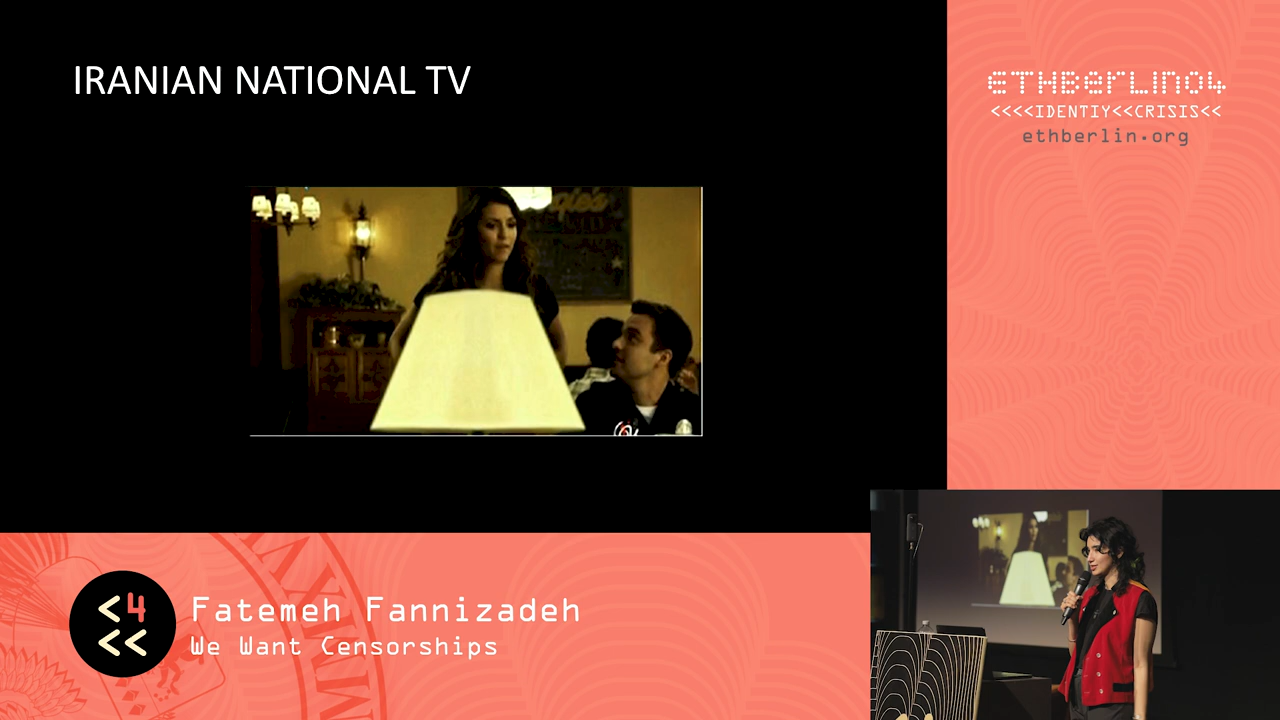 IRANIAN NATIONAL TV
ETHBerlin04
<<<<IDENTIY<<CRISIS<<
ethberlin.org
<4
<<
Fatemeh Fannizadeh
We Want Censorships